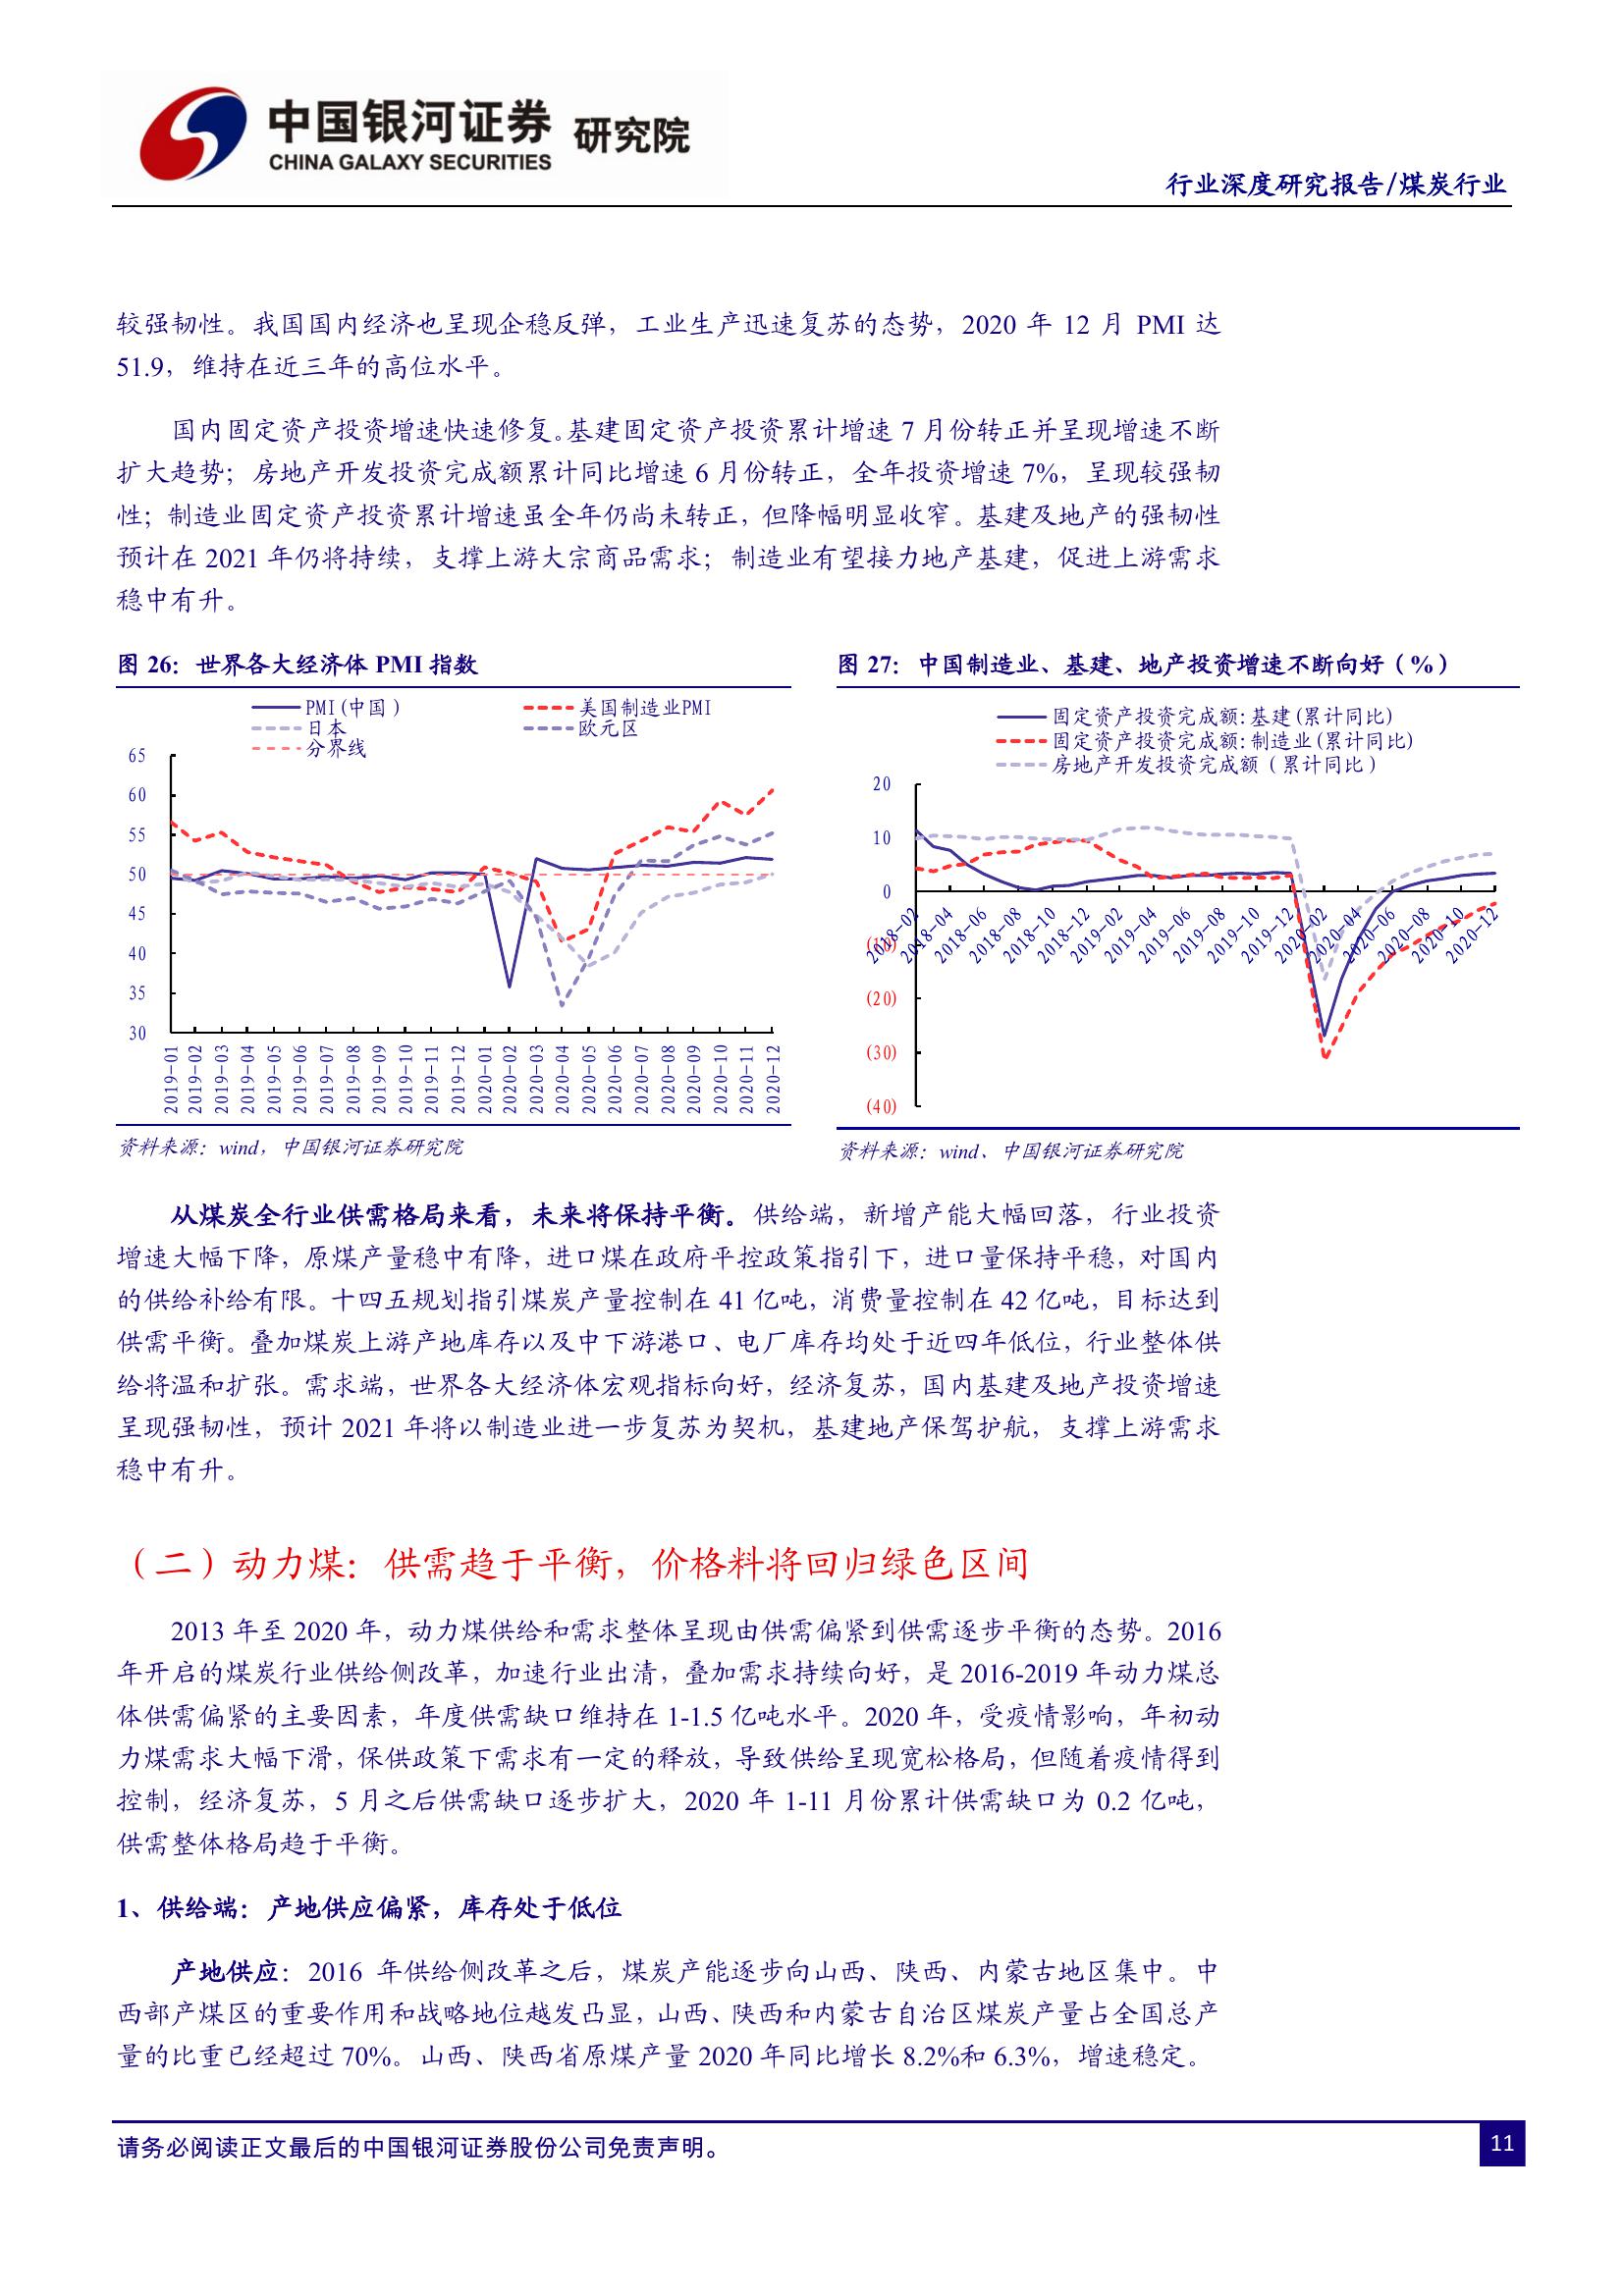 中国银河证券 研究院
CHINA GALAXY SECURITIES
行业深度研究报告/煤炭行业
较强韧性。我国国内经济也呈现企稳反弹，工业生产迅速复苏的态势，2020 年 12 月 PMI 达
51.9，维持在近三年的高位水平。
国内固定资产投资增速快速修复。基建固定资产投资累计增速 7 月份转正并呈现增速不断
扩大趋势；房地产开发投资完成额累计同比增速 6 月份转正，全年投资增速 7%，呈现较强韧
性；制造业固定资产投资累计增速虽全年仍尚未转正，但降幅明显收窄。基建及地产的强韧性
预计在 2021 年仍将持续，支撑上游大宗商品需求；制造业有望接力地产基建，促进上游需求
稳中有升。
图 26：世界各大经济体 PMI 指数
PMI(中国)
美国制造业PMI
日本
欧元区
分界线
65
60
55
50
45
40
35
30
2019-01
2019-02
2019-03
2019-04
2019-05
2019-06
2019-07
2019-08
2019-09
2019-10
2019-11
2019-12
2020-01
2020-02
2020-03
2020-04
2020-05
2020-06
2020-07
2020-08
2020-09
2020-10
2020-11
2020-12
资料来源：wind，中国银河证券研究院
图 27：中国制造业、基建、地产投资增速不断向好（%）
固定资产投资完成额:基建(累计同比)
固定资产投资完成额:制造业(累计同比)
房地产开发投资完成额（累计同比）
20
10
0
(10)
(20)
(30)
(40)
2018-02
2018-04
2018-06
2018-08
2018-10
2018-12
2019-02
2019-04
2019-06
2019-08
2019-10
2019-12
2020-02
2020-04
2020-06
2020-08
2020-10
2020-12
资料来源：wind、中国银河证券研究院
从煤炭全行业供需格局来看，未来将保持平衡。供给端，新增产能大幅回落，行业投资
增速大幅下降，原煤产量稳中有降，进口煤在政府平控政策指引下，进口量保持平稳，对国内
的供给补给有限。十四五规划指引煤炭产量控制在 41 亿吨，消费量控制在 42 亿吨，目标达到
供需平衡。叠加煤炭上游产地库存以及中下游港口、电厂库存均处于近四年低位，行业整体供
给将温和扩张。需求端，世界各大经济体宏观指标向好，经济复苏，国内基建及地产投资增速
呈现强韧性，预计 2021 年将以制造业进一步复苏为契机，基建地产保驾护航，支撑上游需求
稳中有升。
（二）动力煤：供需趋于平衡，价格料将回归绿色区间
2013 年至 2020 年，动力煤供给和需求整体呈现由供需偏紧到供需逐步平衡的态势。2016
年开启的煤炭行业供给侧改革，加速行业出清，叠加需求持续向好，是 2016-2019 年动力煤总
体供需偏紧的主要因素，年度供需缺口维持在 1-1.5 亿吨水平。2020 年，受疫情影响，年初动
力煤需求大幅下滑，保供政策下需求有一定的释放，导致供给呈现宽松格局，但随着疫情得到
控制，经济复苏，5 月之后供需缺口逐步扩大，2020 年 1-11 月份累计供需缺口为 0.2 亿吨，
供需整体格局趋于平衡。
1、供给端：产地供应偏紧，库存处于低位
产地供应：2016 年供给侧改革之后，煤炭产能逐步向山西、陕西、内蒙古地区集中。中
西部产煤区的重要作用和战略地位越发凸显，山西、陕西和内蒙古自治区煤炭产量占全国总产
量的比重已经超过 70%。山西、陕西省原煤产量 2020 年同比增长 8.2%和 6.3%，增速稳定。
请务必阅读正文最后的中国银河证券股份公司免责声明。
11